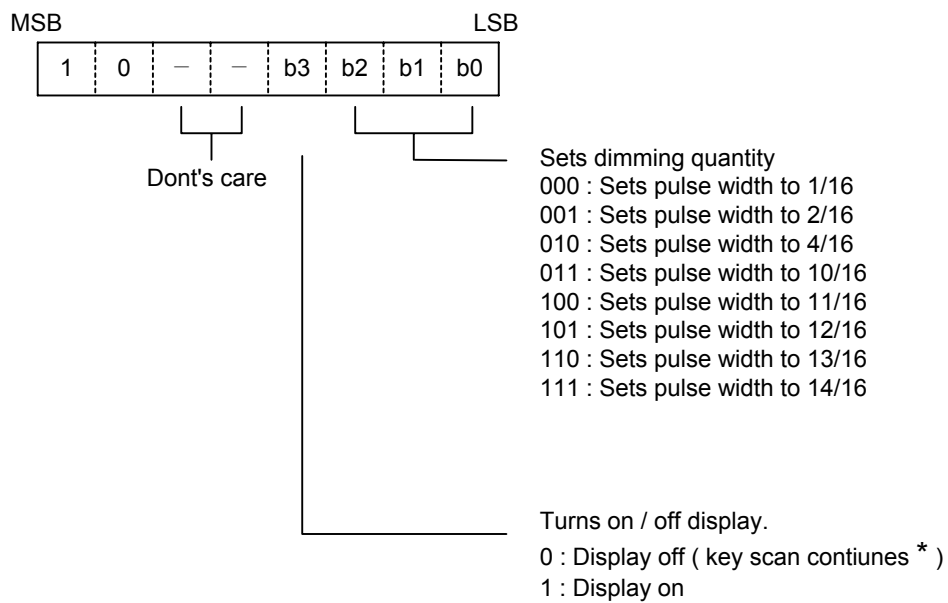 MSB LSB
1 0 – – b3 b2 b1 b0
Dont's care
Sets dimming quantity
000 : Sets pulse width to 1/16
001 : Sets pulse width to 2/16
010 : Sets pulse width to 4/16
011 : Sets pulse width to 10/16
100 : Sets pulse width to 11/16
101 : Sets pulse width to 12/16
110 : Sets pulse width to 13/16
111 : Sets pulse width to 14/16
Turns on / off display.
0 : Display off ( key scan contiunes * )
1 : Display on